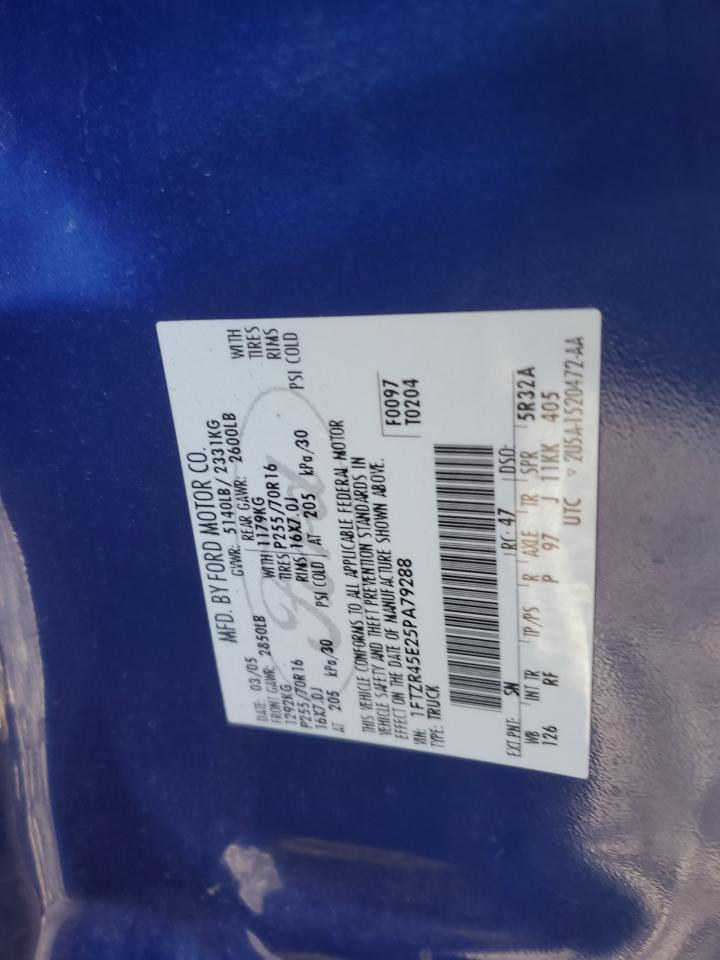 MFD. BY FORD MOTOR CO.
DATE: 03/05 GVWR: 5140LB/ 2331KG
FRONT GAWR: 2850LB REAR GAWR: 2600LB
1292KG WITH 1179KG WITH
P255/70R16 TIRES P255/70R16 TIRES
16X7.0J RIMS 16X7.0J RIMS
AT 205 kPa/30 PSI COLD AT 205 kPa/30 PSI COLD
THIS VEHICLE CONFORMS TO ALL APPLICABLE FEDERAL MOTOR
VEHICLE SAFETY AND THEFT PREVENTION STANDARDS IN
EFFECT ON THE DATE OF MANUFACTURE SHOWN ABOVE.
VIN: 1FTZR45E25PA79288
TYPE: TRUCK
F0097
T0204
Ford
EXT PNT: SN RC: 47 DSO:
WB INT TR TP/PS R AXLE TR SPR 5R32A
126 RF P 97 J 11KK 405
UTC ▽2U5A-1520472-AA